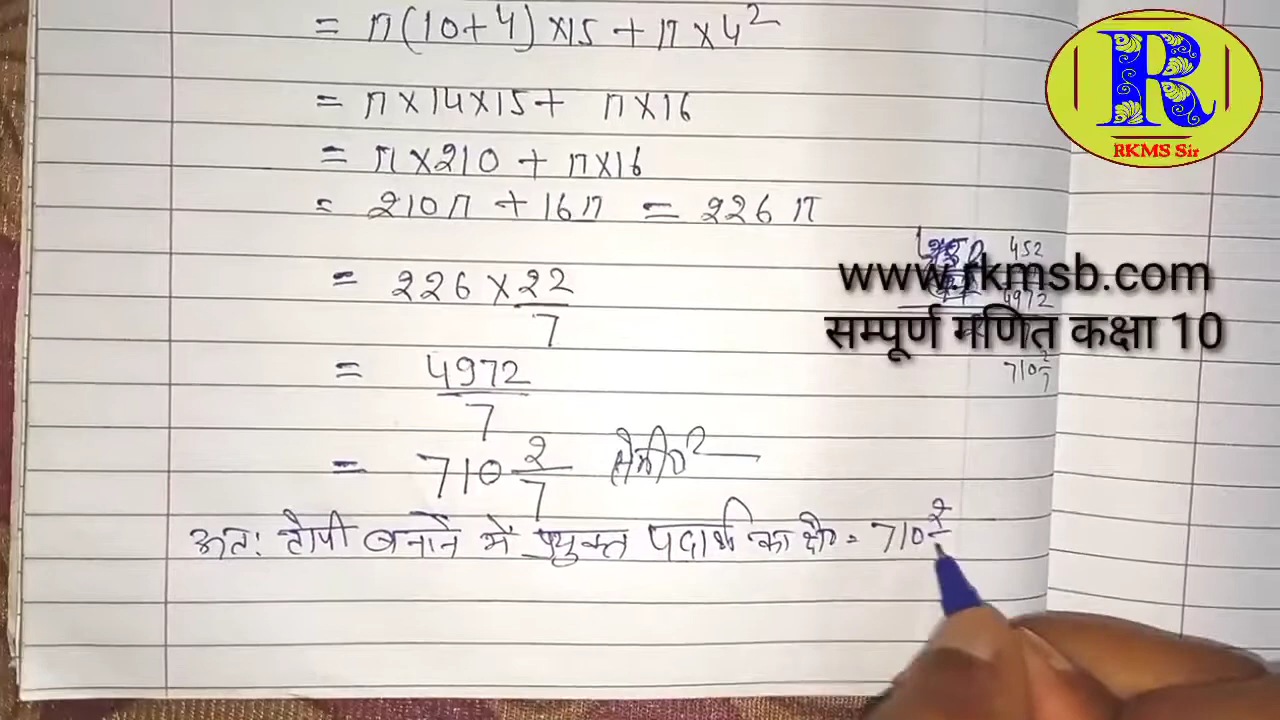 = π(10+4)×15 + π×4²
= π×14×15 + π×16
= π×210 + π×16
= 210π + 16π = 226π
= 226×22/7
= 4972/7
= 710 2/7 सेमी०²
अतः टोपी बनाने में प्रयुक्त पदार्थ का क्षे० = 710 2
R
RKMS Sir
452
4972
710 2/7
www.rkmsb.com
सम्पूर्ण गणित कक्षा 10